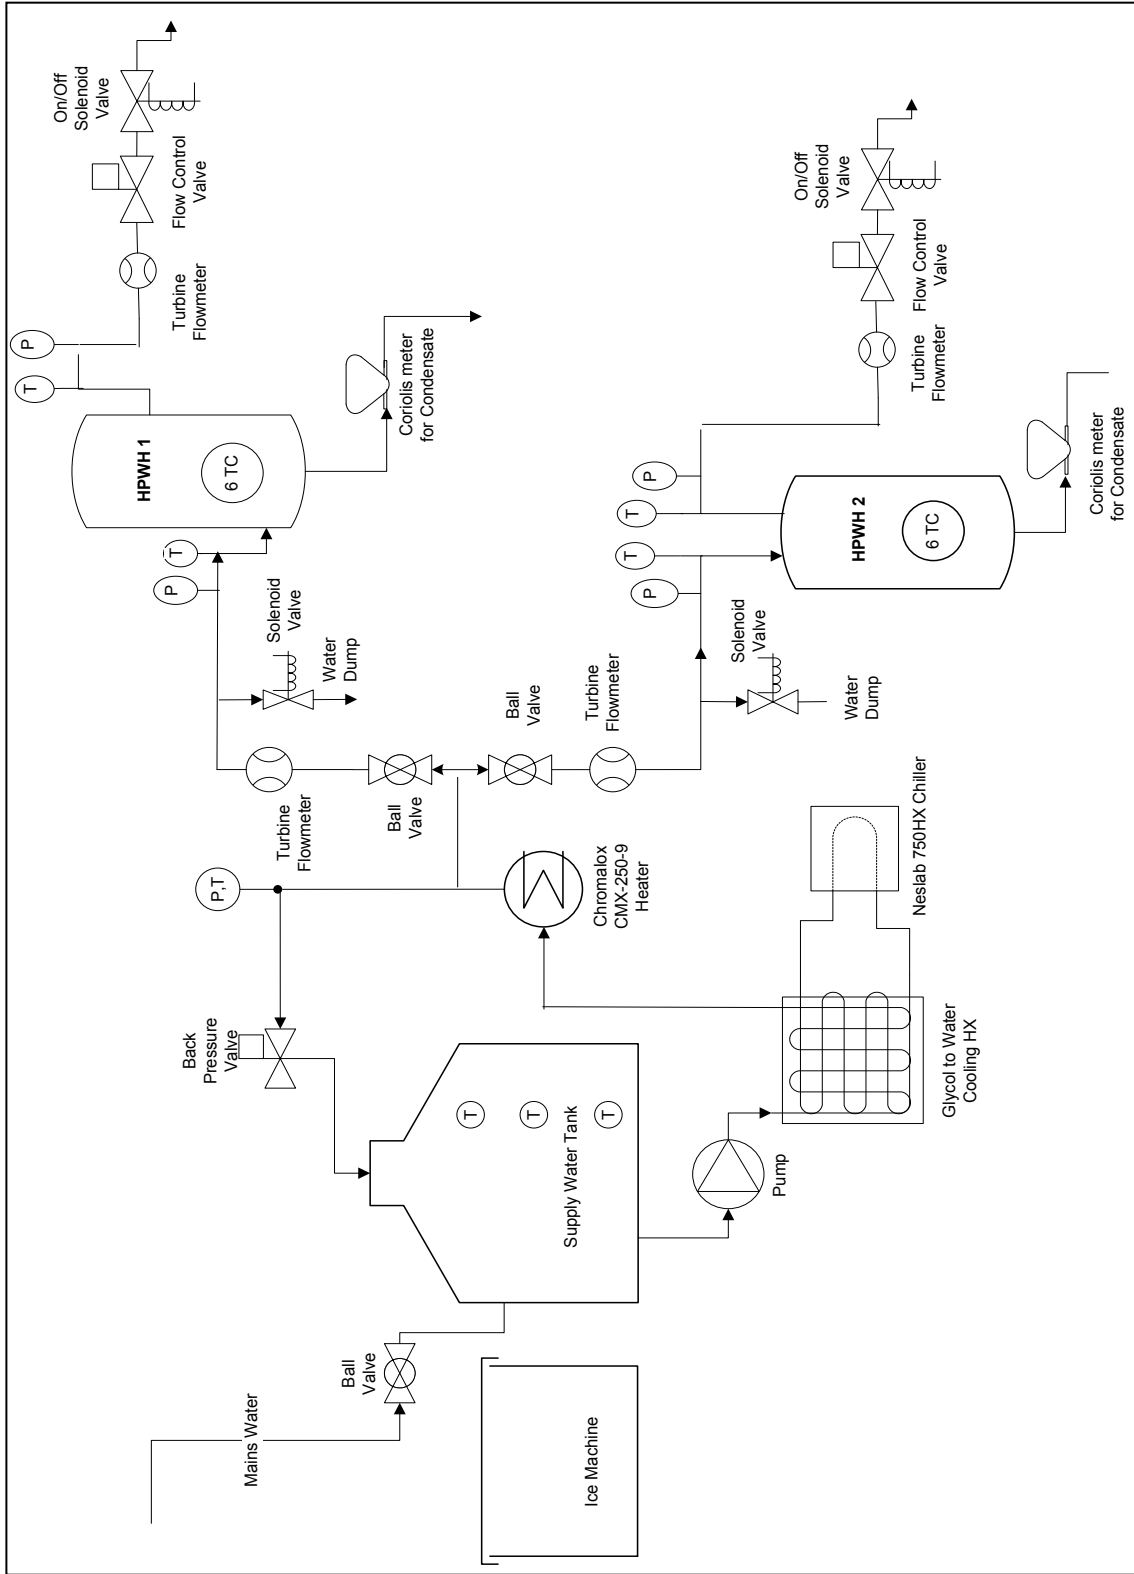 Mains Water
Ball
Valve
Ice Machine
Supply Water Tank
T
T
T
Back
Pressure
Valve
P,T
Pump
Glycol to Water
Cooling HX
Neslab 750HX Chiller
Chromalox
CMX-250-9
Heater
Turbine
Flowmeter
Ball
Valve
Ball
Valve
Turbine
Flowmeter
Solenoid
Valve
Water
Dump
Solenoid
Valve
Water
Dump
P
T
HPWH 1
6 TC
T
P
Coriolis meter
for Condensate
Turbine
Flowmeter
Flow Control
Valve
On/Off
Solenoid
Valve
P
T
T
P
HPWH 2
6 TC
Coriolis meter
for Condensate
Turbine
Flowmeter
Flow Control
Valve
On/Off
Solenoid
Valve